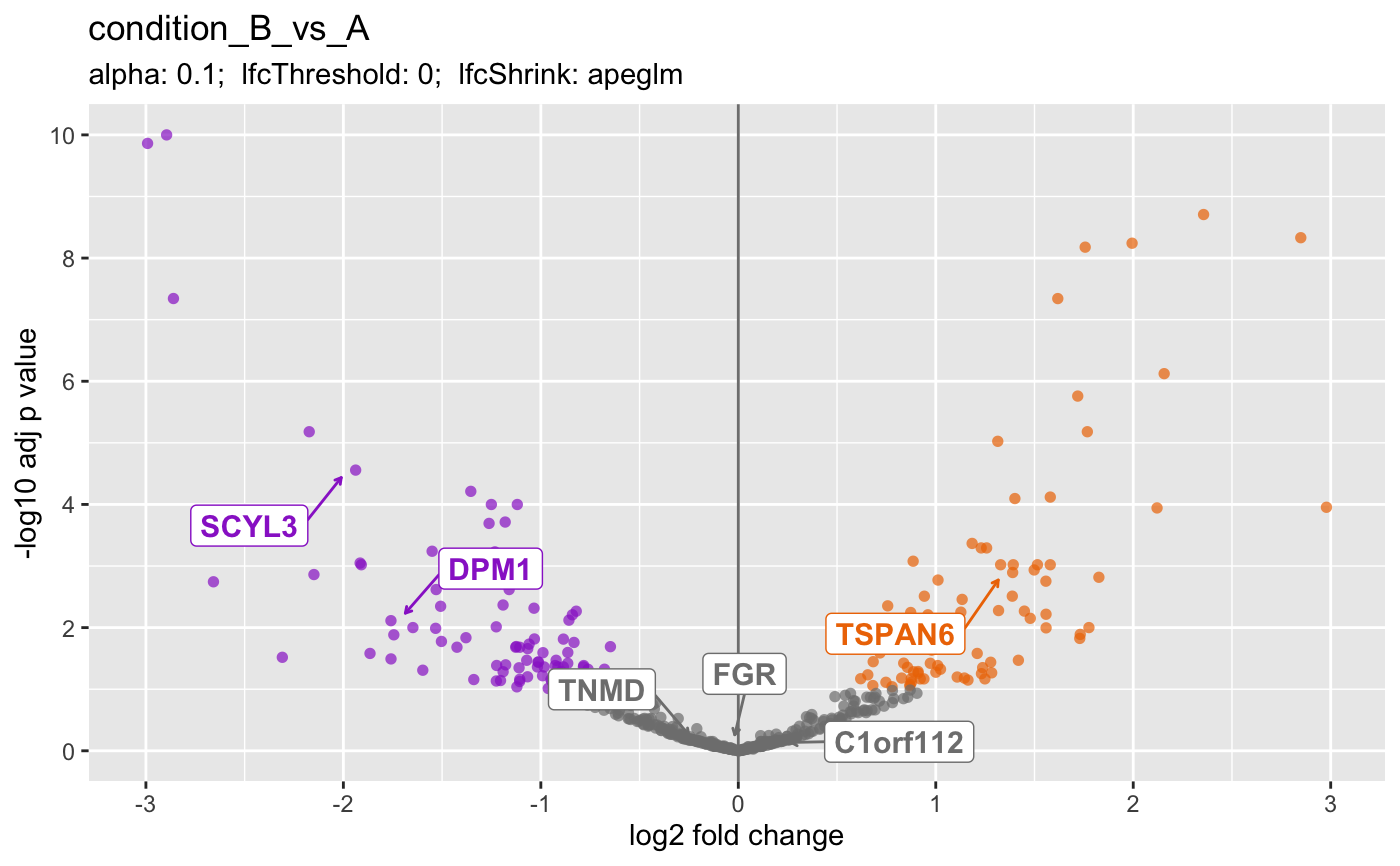 condition_B_vs_A
alpha: 0.1;  lfcThreshold: 0;  lfcShrink: apeglm
-log10 adj p value
10
8
6
4
2
0
SCYL3
DPM1
TSPAN6
FGR
TNMD
C1orf112
-3
-2
-1
0
1
2
3
log2 fold change